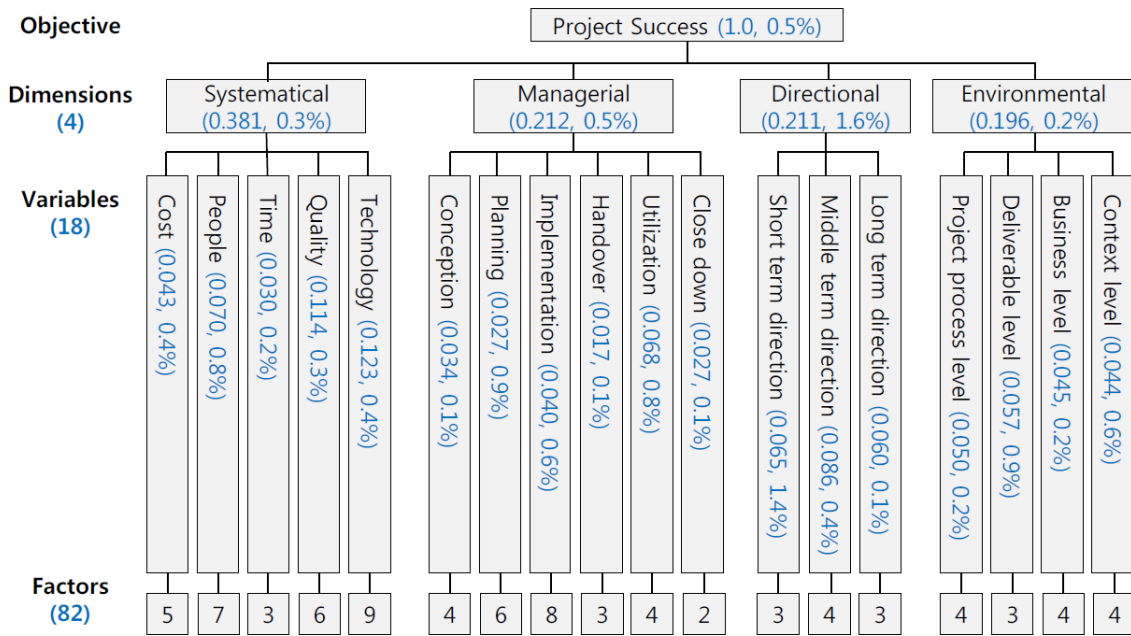 Objective
Project Success (1.0, 0.5%)
Dimensions
(4)
Systematical
(0.381, 0.3%)
Managerial
(0.212, 0.5%)
Directional
(0.211, 1.6%)
Environmental
(0.196, 0.2%)
Variables
(18)
Cost (0.043, 0.4%)
People (0.070, 0.8%)
Time (0.030, 0.2%)
Quality (0.114, 0.3%)
Technology (0.123, 0.4%)
Conception (0.034, 0.1%)
Planning (0.027, 0.9%)
Implementation (0.040, 0.6%)
Handover (0.017, 0.1%)
Utilization (0.068, 0.8%)
Close down (0.027, 0.1%)
Short term direction (0.065, 1.4%)
Middle term direction (0.086, 0.4%)
Long term direction (0.060, 0.1%)
Project process level (0.050, 0.2%)
Deliverable level (0.057, 0.9%)
Business level (0.045, 0.2%)
Context level (0.044, 0.6%)
Factors
(82)
5 7 3 6 9 4 6 8 3 4 2 3 4 3 4 3 4 4